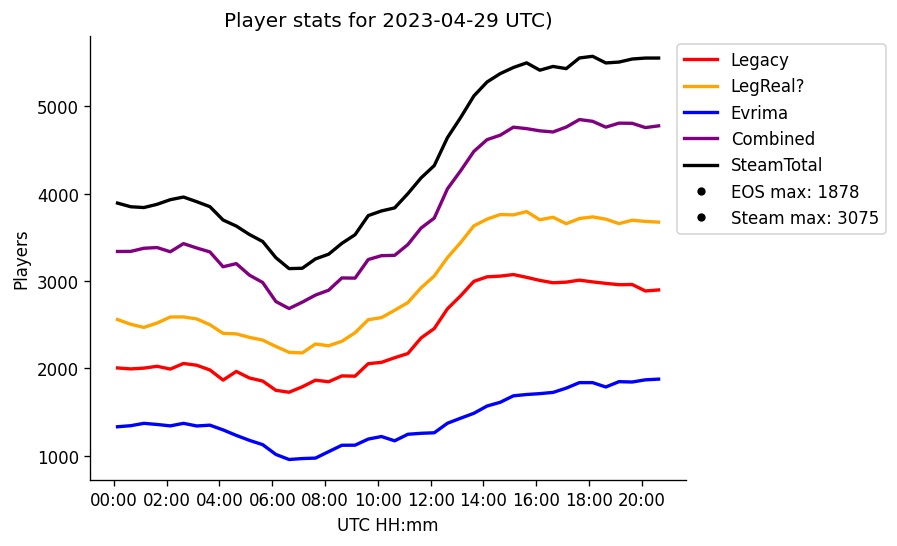 Player stats for 2023-04-29 UTC)
Players
5000
4000
3000
2000
1000
00:00 02:00 04:00 06:00 08:00 10:00 12:00 14:00 16:00 18:00 20:00
UTC HH:mm
Legacy
LegReal?
Evrima
Combined
SteamTotal
EOS max: 1878
Steam max: 3075